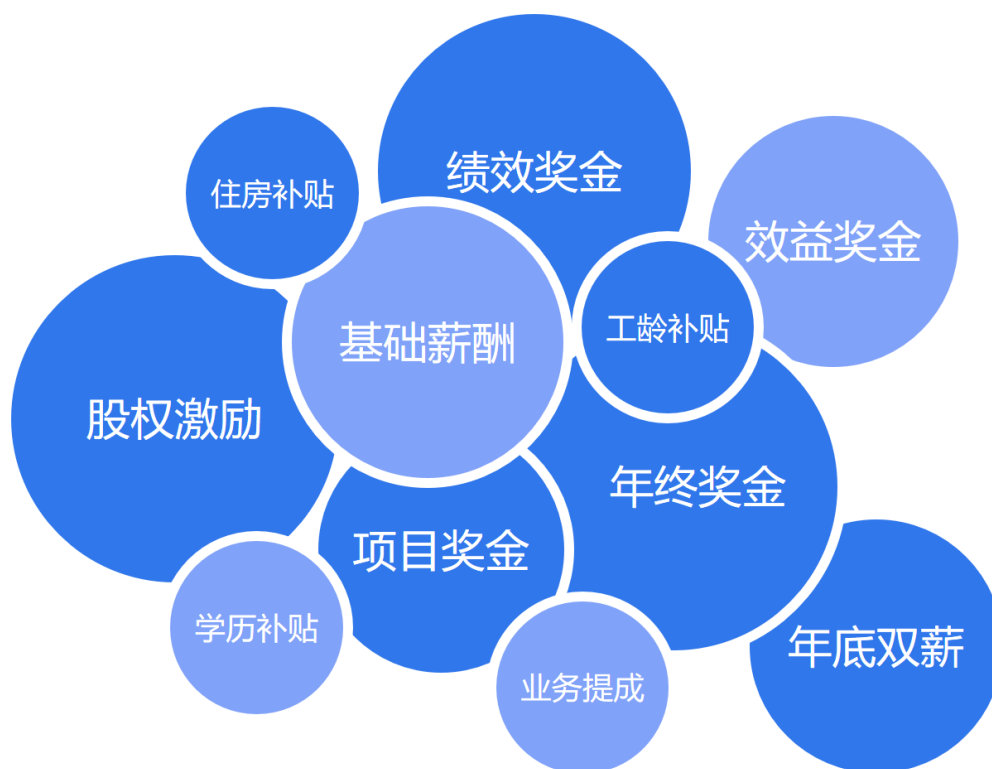 绩效奖金
住房补贴
效益奖金
工龄补贴
基础薪酬
股权激励
年终奖金
项目奖金
学历补贴
年底双薪
业务提成